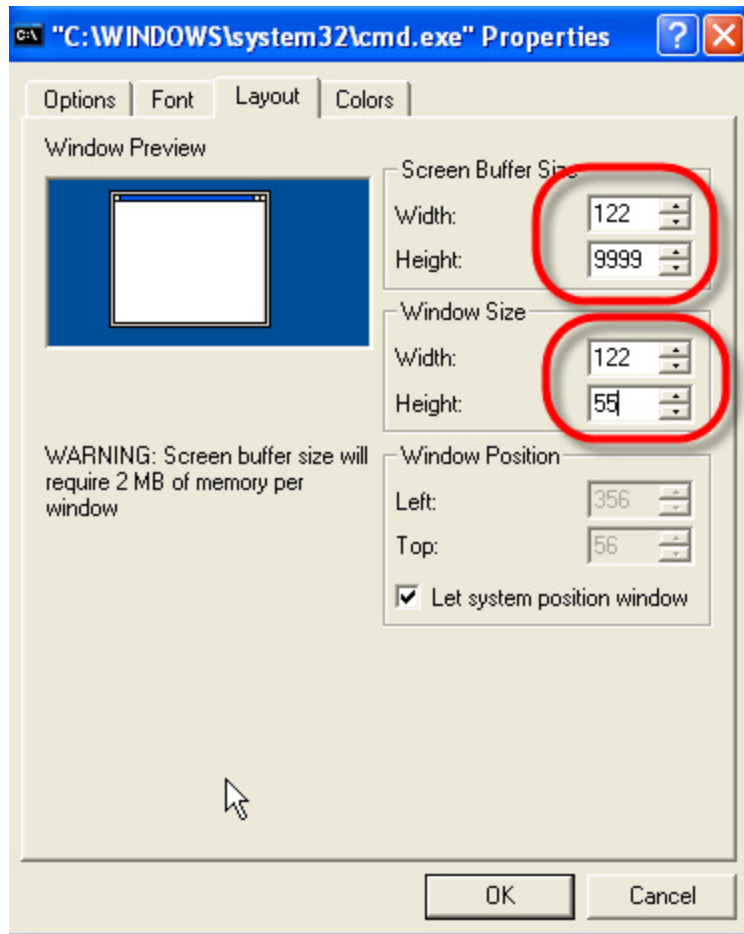 "C:\WINDOWS\system32\cmd.exe" Properties
Options Font Layout Colors
Window Preview
Screen Buffer Size
Width: 122
Height: 9999
Window Size
Width: 122
Height: 55
WARNING: Screen buffer size will
require 2 MB of memory per
window
Window Position
Left: 356
Top: 56
Let system position window
OK Cancel